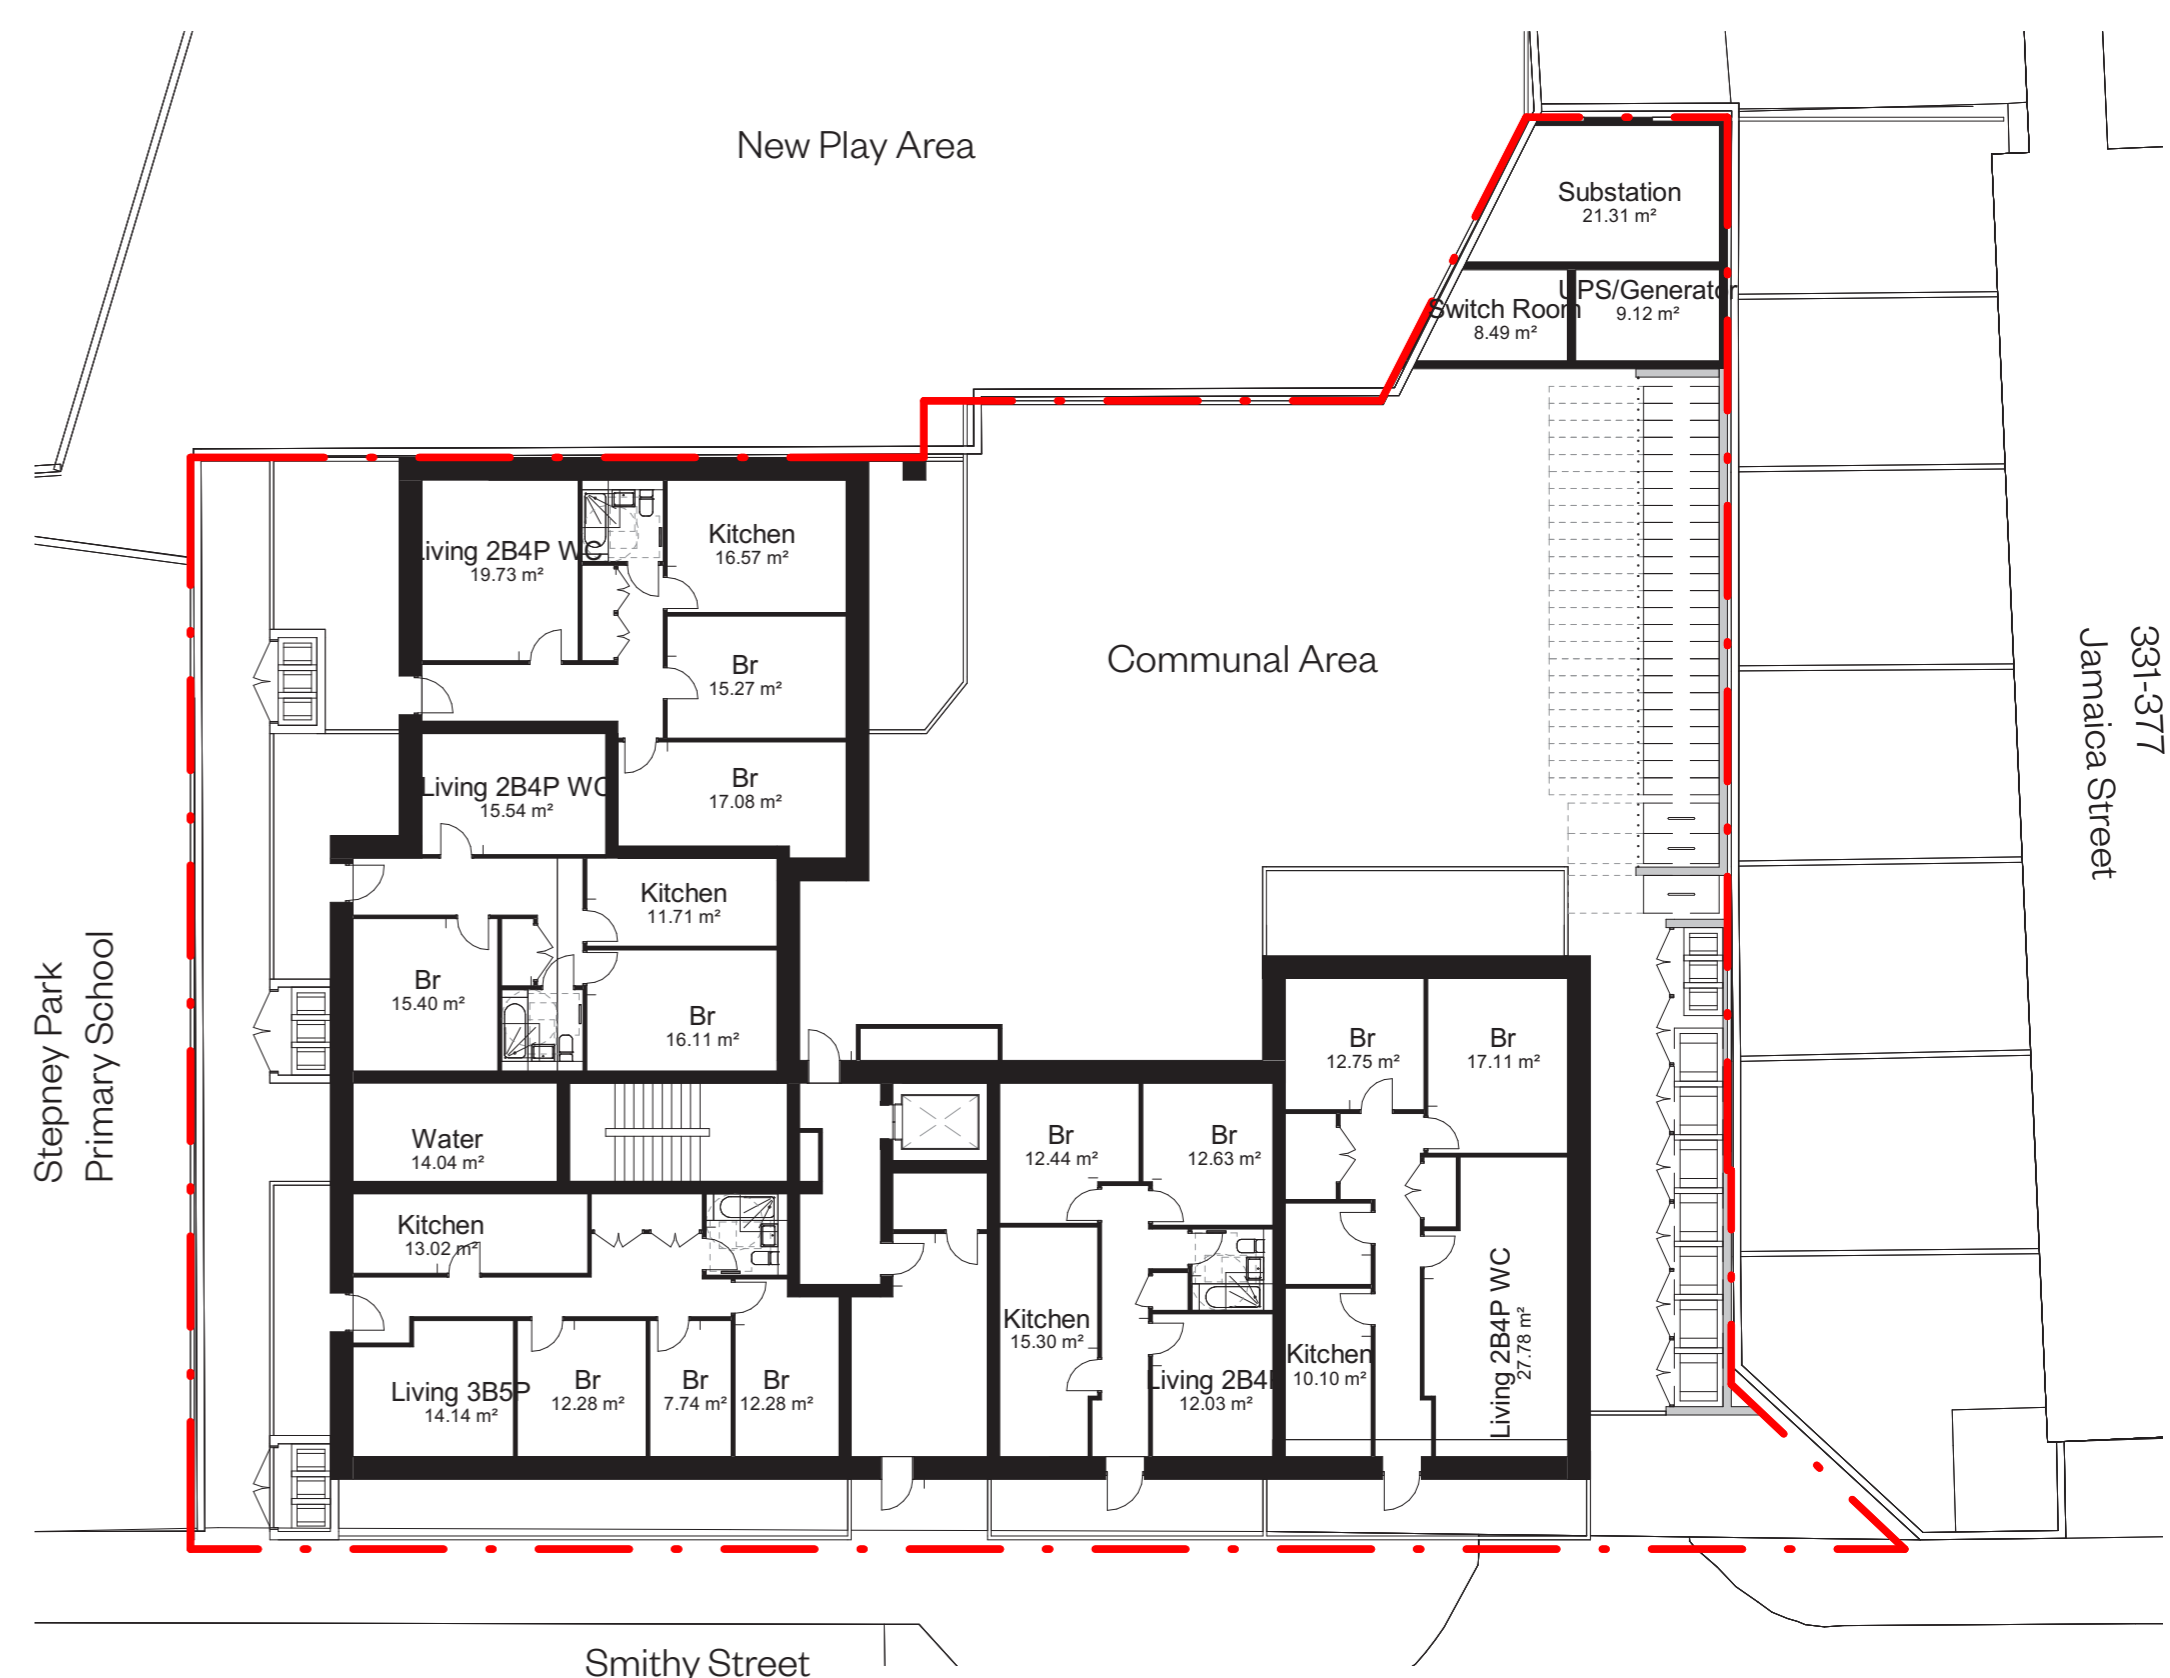 New Play Area
Substation
21.31 m²
UPS/Generator
9.12 m²
Switch Room
8.49 m²
Living 2B4P WC
19.73 m²
Kitchen
16.57 m²
Br
15.27 m²
Br
17.08 m²
Communal Area
331-377
Jamaica Street
Living 2B4P WC
15.54 m²
Kitchen
11.71 m²
Br
15.40 m²
Br
16.11 m²
Stepney Park
Primary School
Water
14.04 m²
Br
12.44 m²
Br
12.63 m²
Br
12.75 m²
Br
17.11 m²
Kitchen
13.02 m²
Living 3B5P
14.14 m²
Br
12.28 m²
Br
7.74 m²
Br
12.28 m²
Kitchen
15.30 m²
Living 2B4P
12.03 m²
Kitchen
10.10 m²
Living 2B4P WC
27.78 m²
Smithy Street